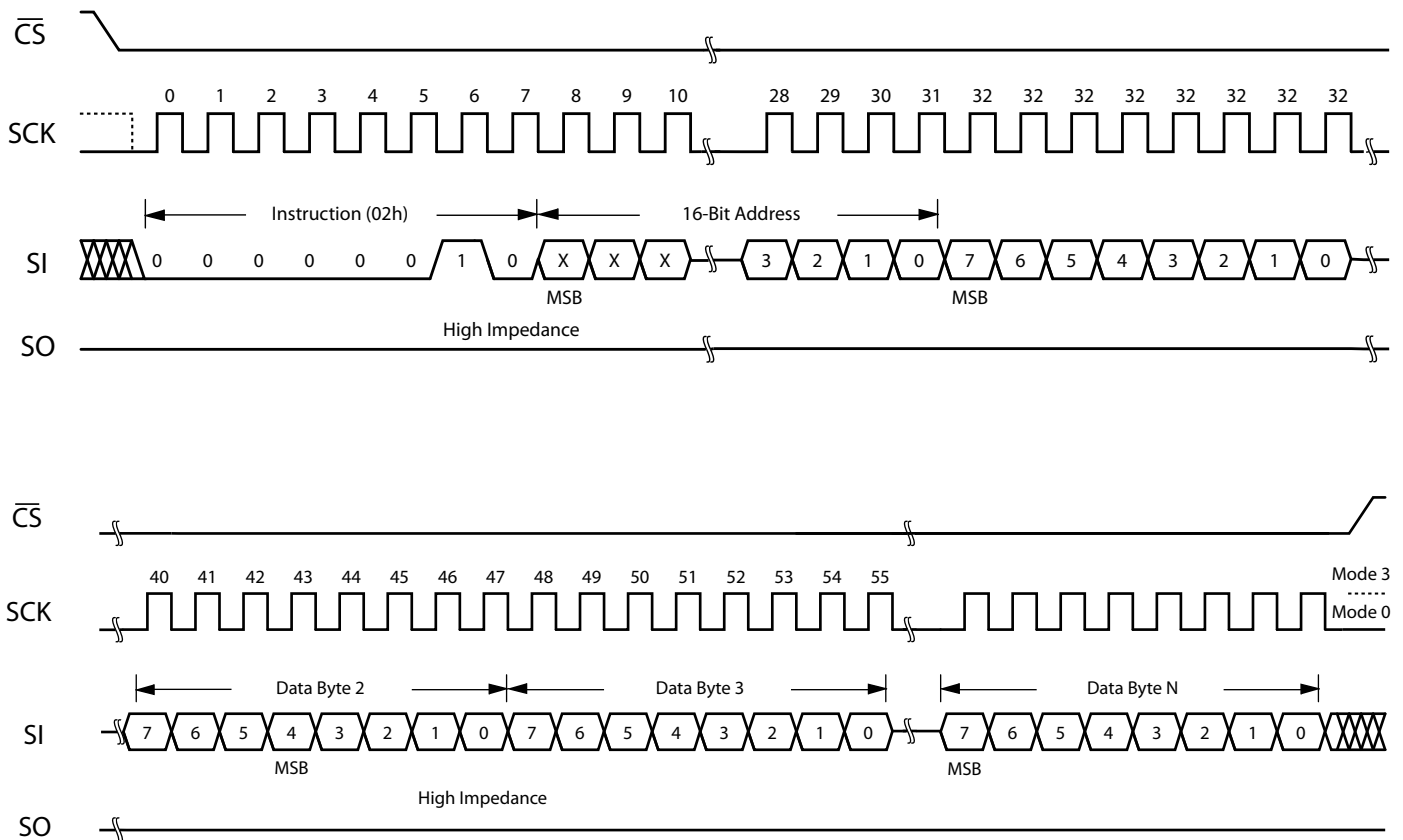 CS
0 1 2 3 4 5 6 7 8 9 10 28 29 30 31 32 32 32 32 32 32 32 32
SCK
Instruction (02h) 16-Bit Address
SI 0 0 0 0 0 0 1 0 X X X 3 2 1 0 7 6 5 4 3 2 1 0
MSB MSB
High Impedance
SO
CS
40 41 42 43 44 45 46 47 48 49 50 51 52 53 54 55 Mode 3
SCK Mode 0
Data Byte 2 Data Byte 3 Data Byte N
SI 7 6 5 4 3 2 1 0 7 6 5 4 3 2 1 0 7 6 5 4 3 2 1 0
MSB MSB
High Impedance
SO